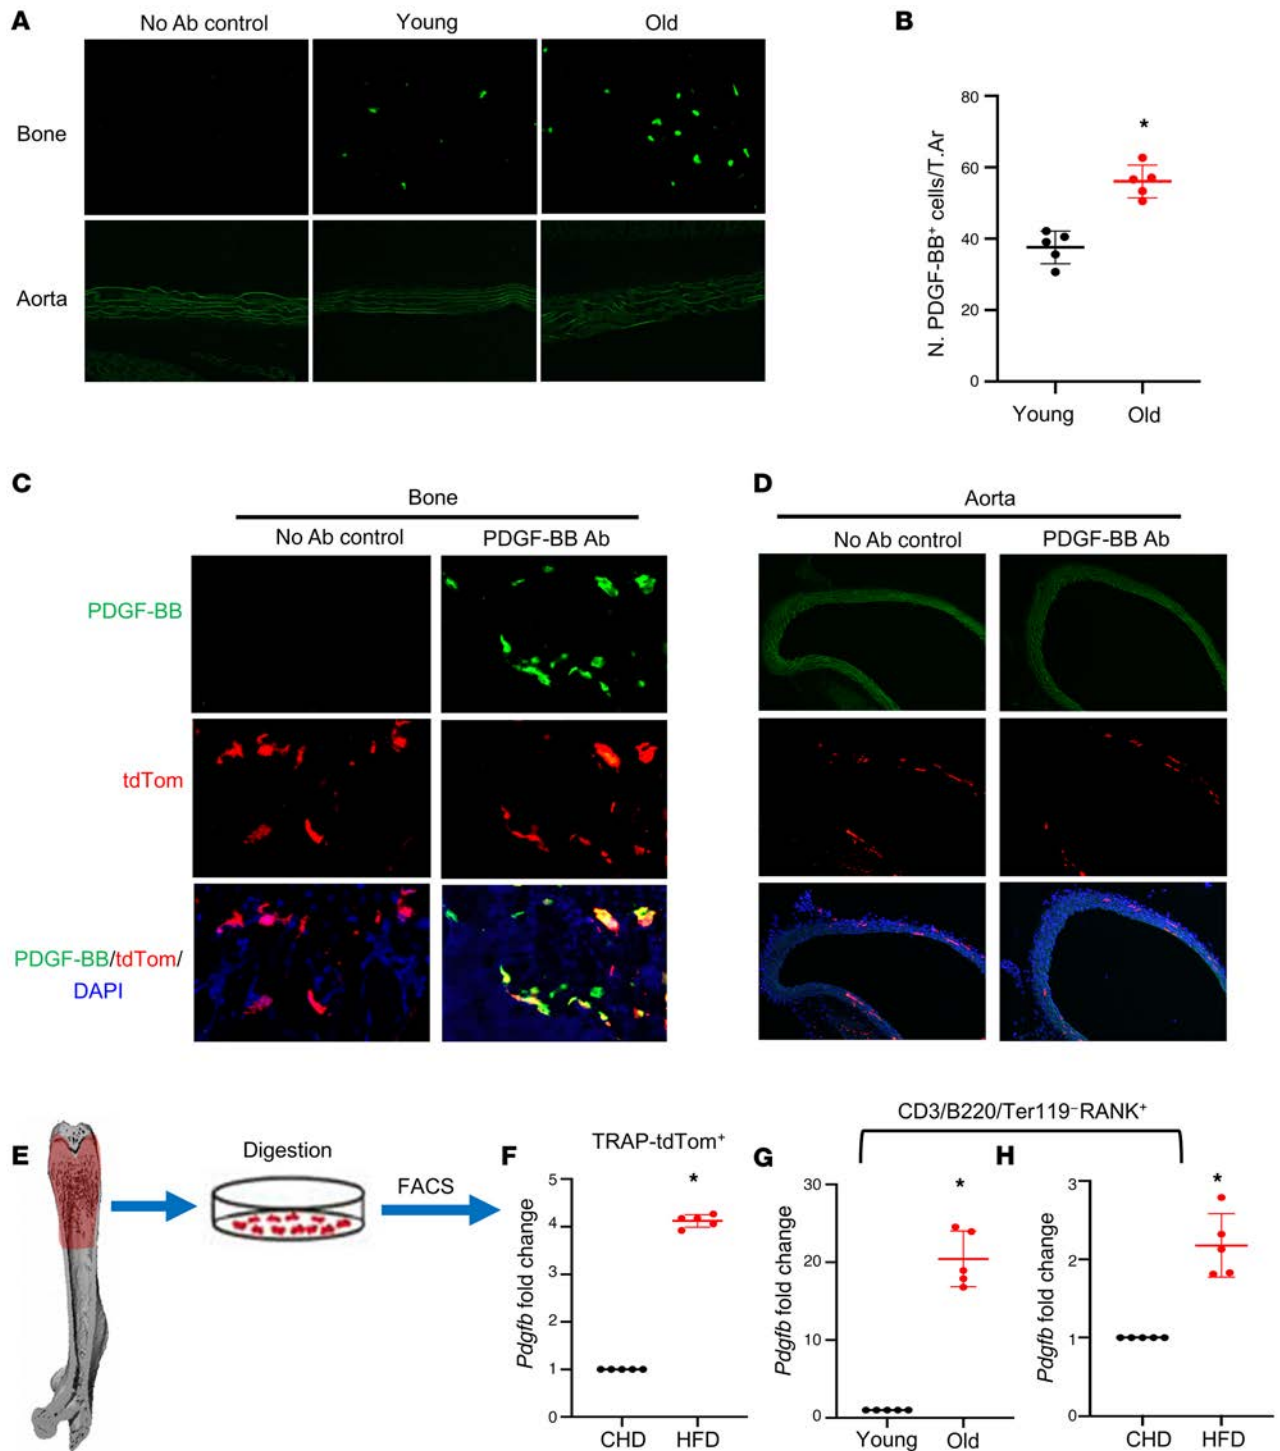 A
No Ab control
Young
Old
Bone
Aorta
B
N. PDGF-BB⁺ cells/T.Ar
80
60
40
20
0
*
Young
Old
C
Bone
No Ab control
PDGF-BB Ab
PDGF-BB
tdTom
PDGF-BB/tdTom/
DAPI
D
Aorta
No Ab control
PDGF-BB Ab
E
Digestion
FACS
F
TRAP-tdTom⁺
Pdgfb fold change
5
4
3
2
1
0
*
CHD
HFD
CD3/B220/Ter119⁻RANK⁺
G
Pdgfb fold change
30
20
10
0
*
Young
Old
H
Pdgfb fold change
3
2
1
0
*
CHD
HFD